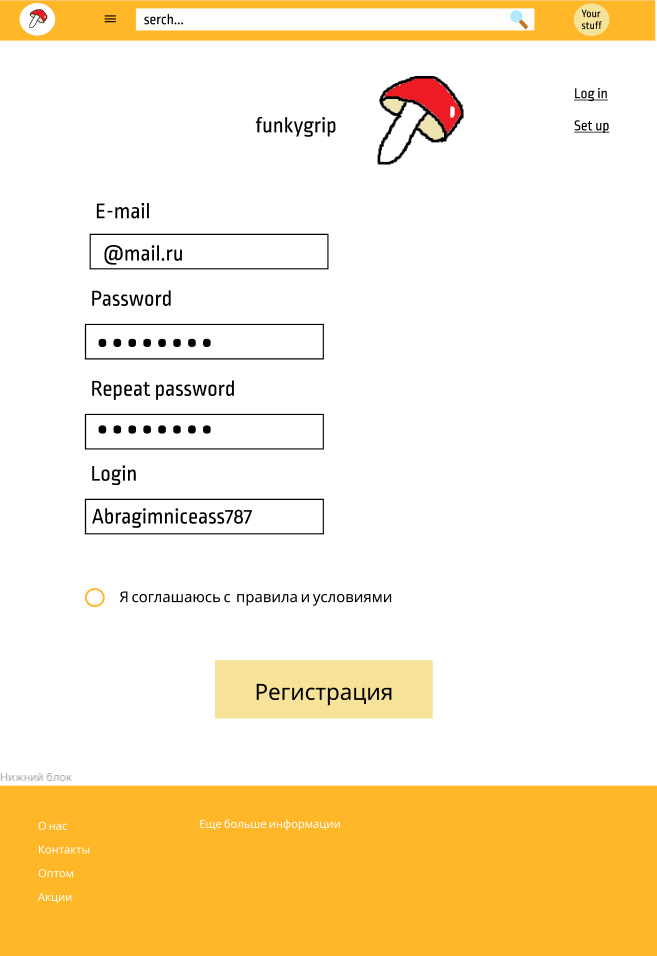 serch...
Your
stuff
Log in
funkygrip
Set up
E-mail
@mail.ru
Password
Repeat password
Login
Abragimniceass787
Я соглашаюсь с правила и условиями
Регистрация
Нижний блок
О нас
Еще больше информации
Контакты
Оптом
Акции